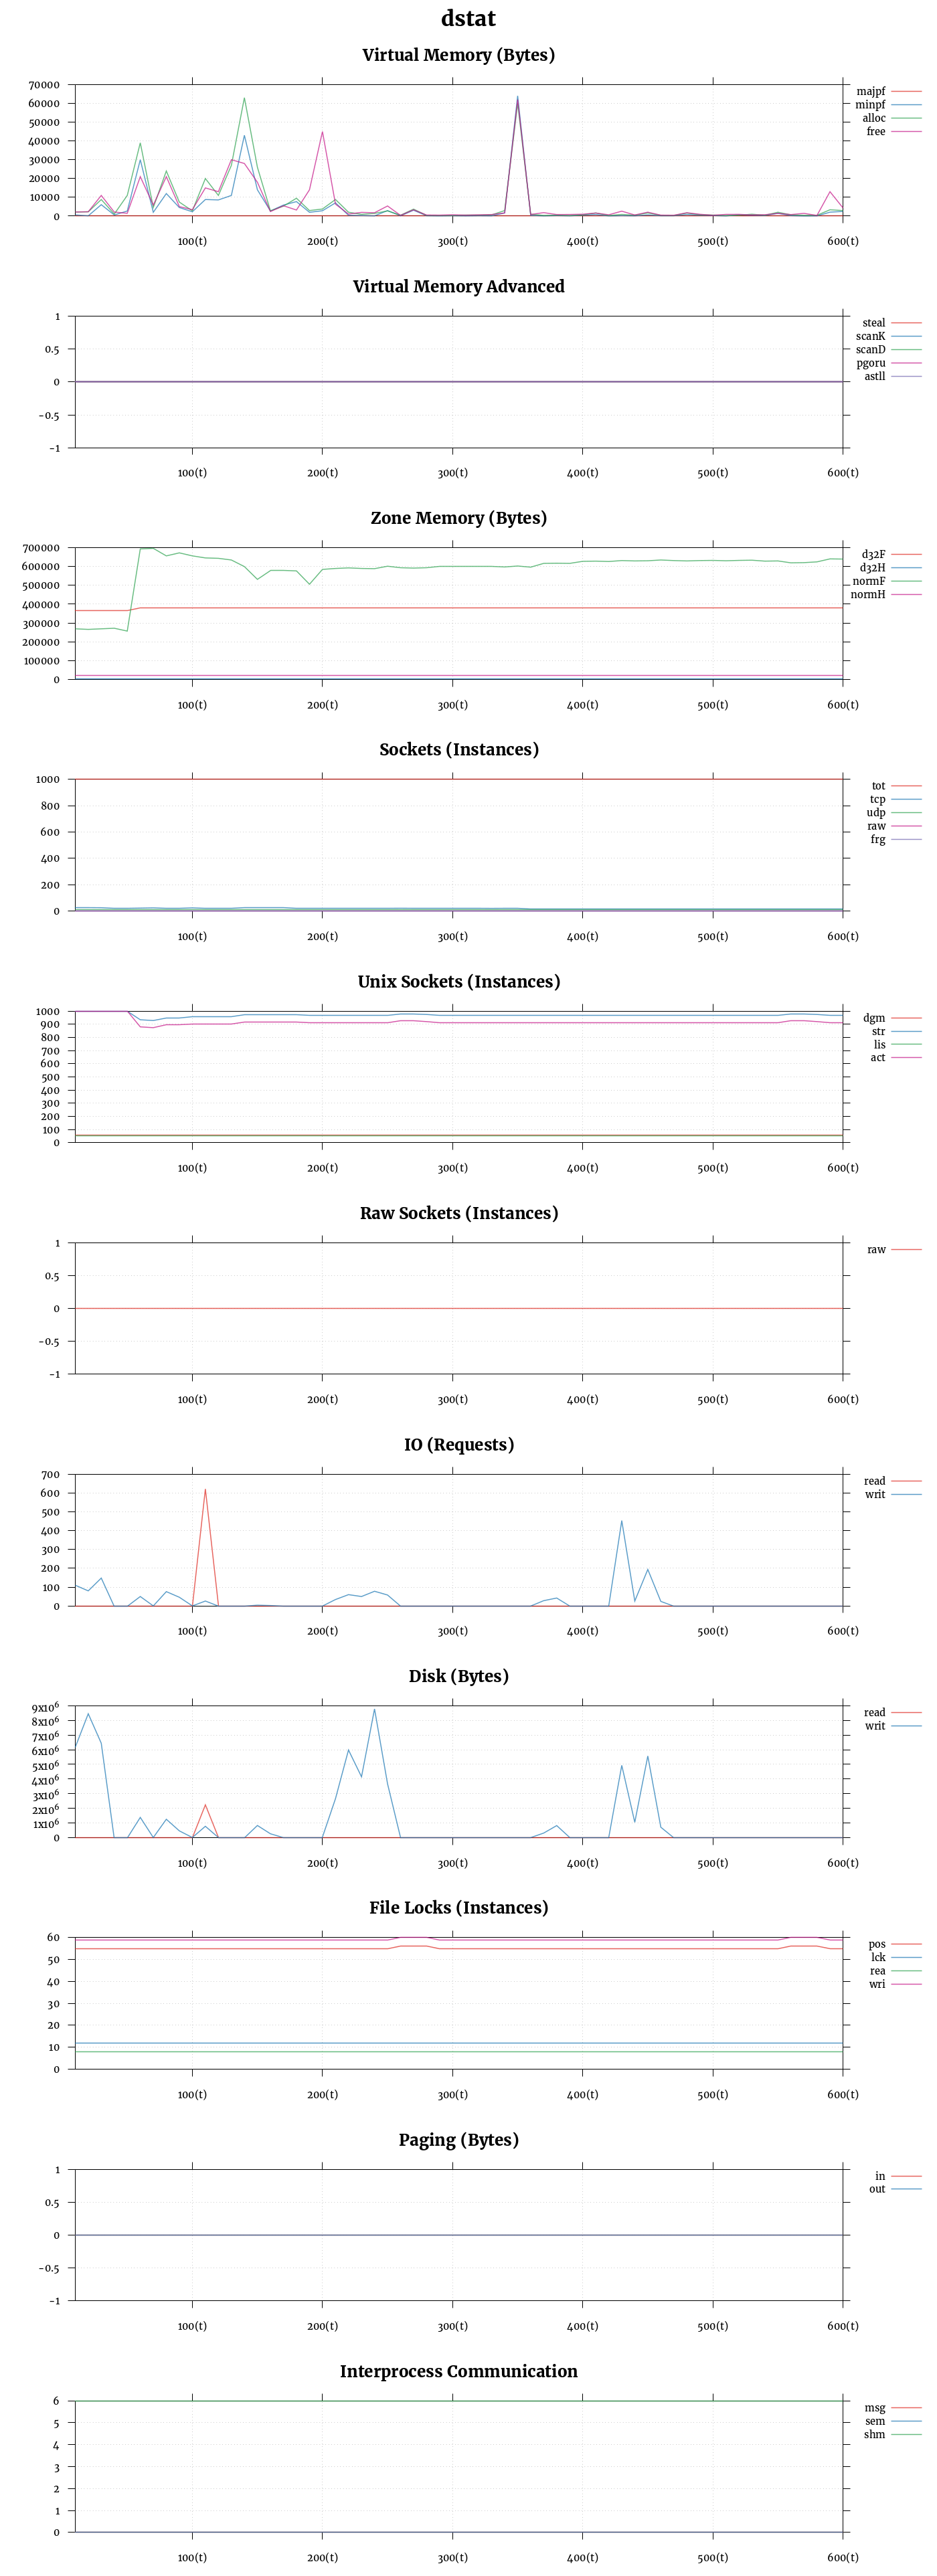 dstat
Virtual Memory (Bytes)
70000
60000
50000
40000
30000
20000
10000
0
100(t) 200(t) 300(t) 400(t) 500(t) 600(t)
majpf
minpf
alloc
free
Virtual Memory Advanced
1
0.5
0
-0.5
-1
100(t) 200(t) 300(t) 400(t) 500(t) 600(t)
steal
scanK
scanD
pgoru
astll
Zone Memory (Bytes)
700000
600000
500000
400000
300000
200000
100000
0
100(t) 200(t) 300(t) 400(t) 500(t) 600(t)
d32F
d32H
normF
normH
Sockets (Instances)
1000
800
600
400
200
0
100(t) 200(t) 300(t) 400(t) 500(t) 600(t)
tot
tcp
udp
raw
frg
Unix Sockets (Instances)
1000
900
800
700
600
500
400
300
200
100
0
100(t) 200(t) 300(t) 400(t) 500(t) 600(t)
dgm
str
lis
act
Raw Sockets (Instances)
1
0.5
0
-0.5
-1
100(t) 200(t) 300(t) 400(t) 500(t) 600(t)
raw
IO (Requests)
700
600
500
400
300
200
100
0
100(t) 200(t) 300(t) 400(t) 500(t) 600(t)
read
writ
Disk (Bytes)
9x10⁶
8x10⁶
7x10⁶
6x10⁶
5x10⁶
4x10⁶
3x10⁶
2x10⁶
1x10⁶
0
100(t) 200(t) 300(t) 400(t) 500(t) 600(t)
read
writ
File Locks (Instances)
60
50
40
30
20
10
0
100(t) 200(t) 300(t) 400(t) 500(t) 600(t)
pos
lck
rea
wri
Paging (Bytes)
1
0.5
0
-0.5
-1
100(t) 200(t) 300(t) 400(t) 500(t) 600(t)
in
out
Interprocess Communication
6
5
4
3
2
1
0
100(t) 200(t) 300(t) 400(t) 500(t) 600(t)
msg
sem
shm